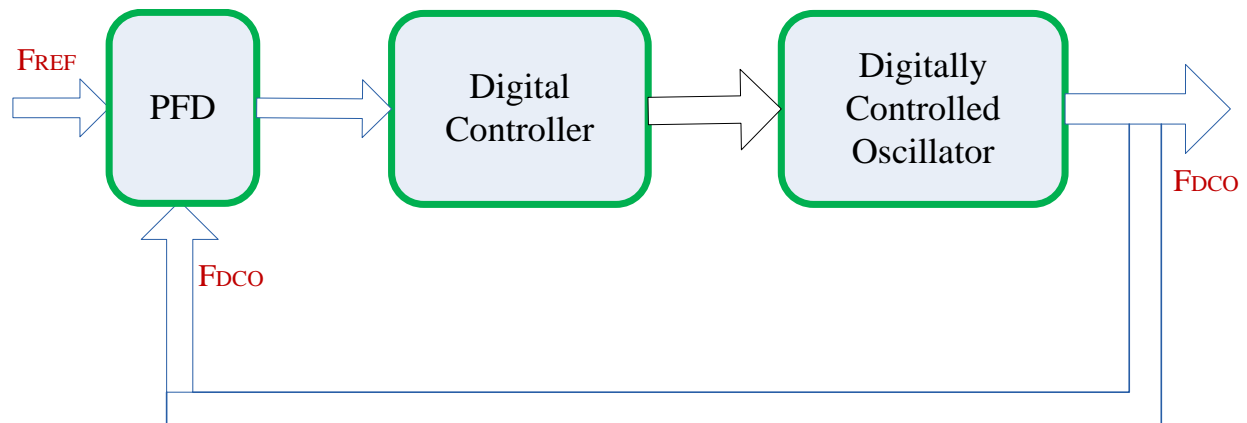 FREF
PFD
Digital
Controller
Digitally
Controlled
Oscillator
FDCO
FDCO